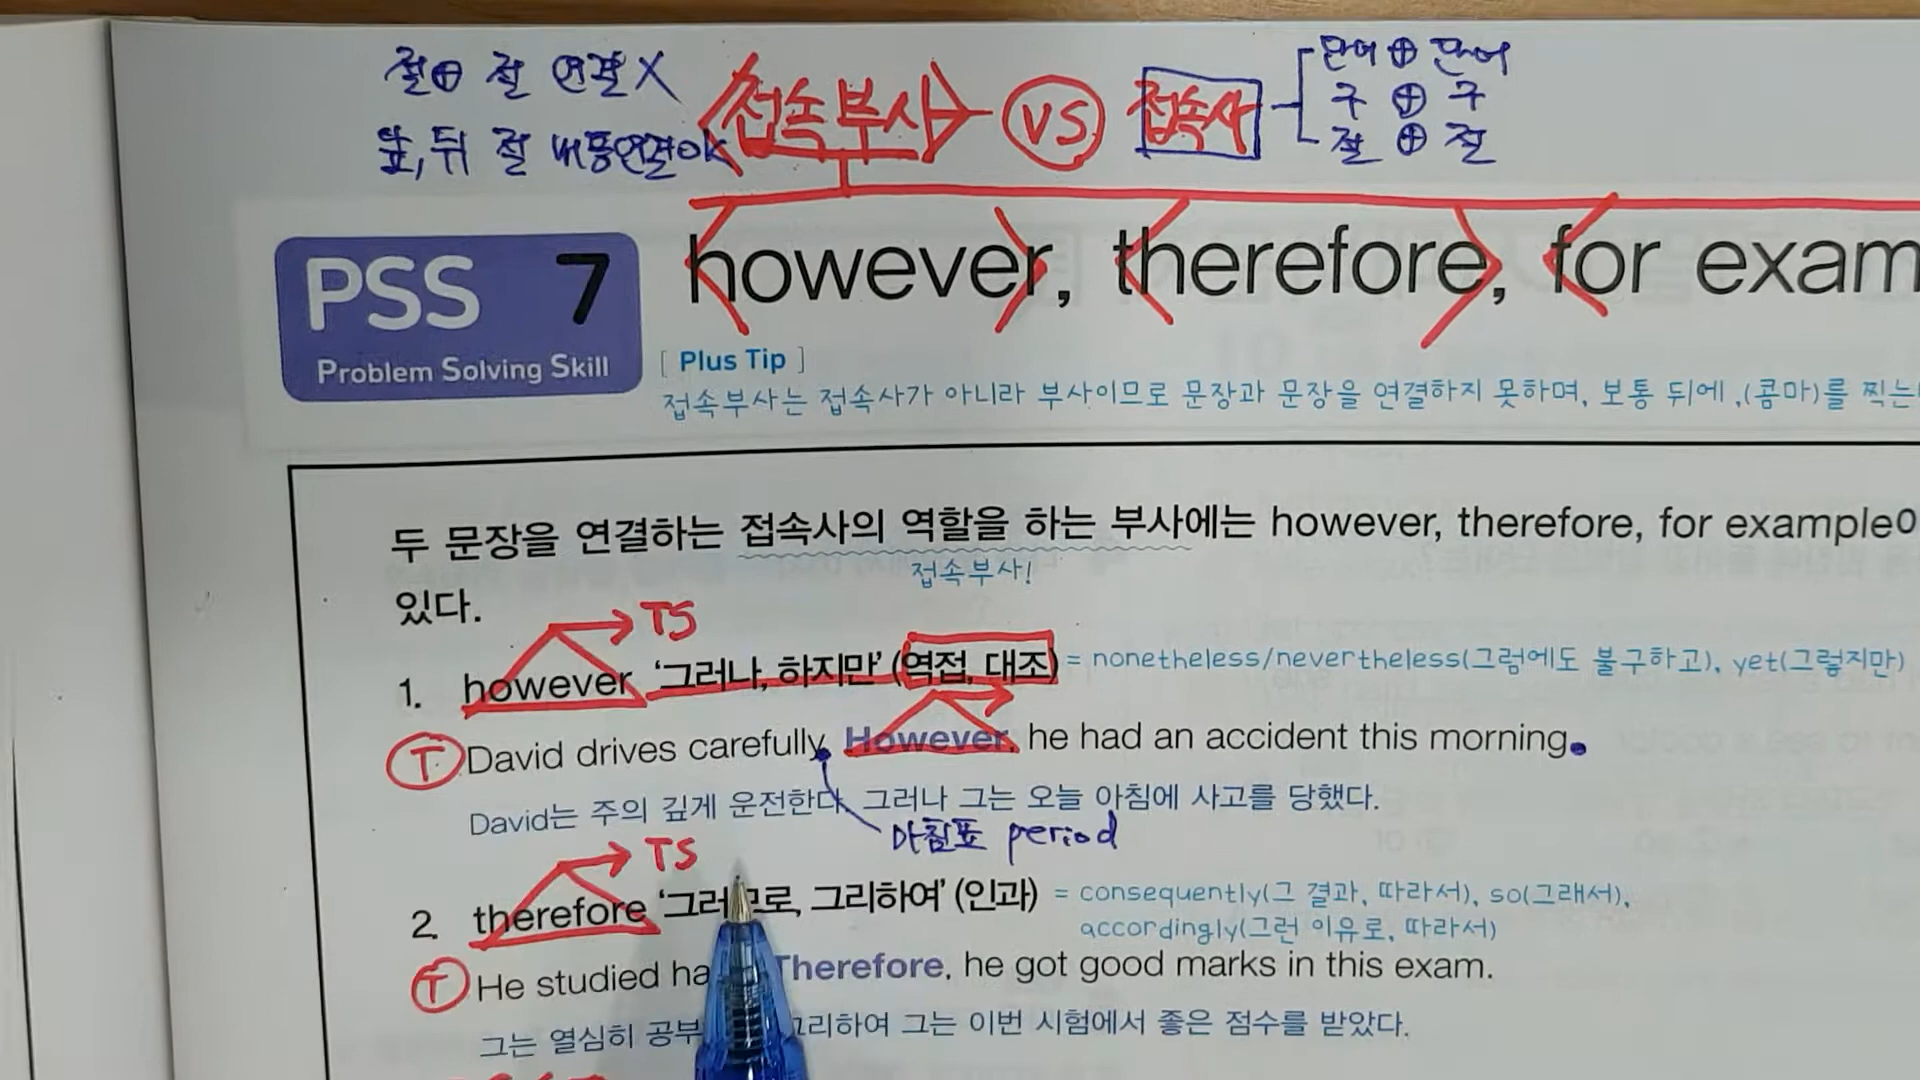 절⊕ 절 연결X
앞,뒤 절 내용연결OK
접속부사 VS 접속사
단어 ⊕ 단어
구 ⊕ 구
절 ⊕ 절
PSS 7
Problem Solving Skill
however, therefore, for exam
[ Plus Tip ]
접속부사는 접속사가 아니라 부사이므로 문장과 문장을 연결하지 못하며, 보통 뒤에 ,(콤마)를 찍는
두 문장을 연결하는 접속사의 역할을 하는 부사에는 however, therefore, for example이
접속부사!
있다.
TS
1. however '그러나, 하지만' (역접, 대조) = nonetheless/nevertheless(그럼에도 불구하고), yet(그렇지만)
T David drives carefully. However, he had an accident this morning.
David는 주의 깊게 운전한다. 그러나 그는 오늘 아침에 사고를 당했다.
마침표 period
TS
2. therefore '그러므로, 그리하여' (인과) = consequently(그 결과, 따라서), so(그래서),
accordingly(그런 이유로, 따라서)
T He studied ha Therefore, he got good marks in this exam.
그는 열심히 공부 그리하여 그는 이번 시험에서 좋은 점수를 받았다.